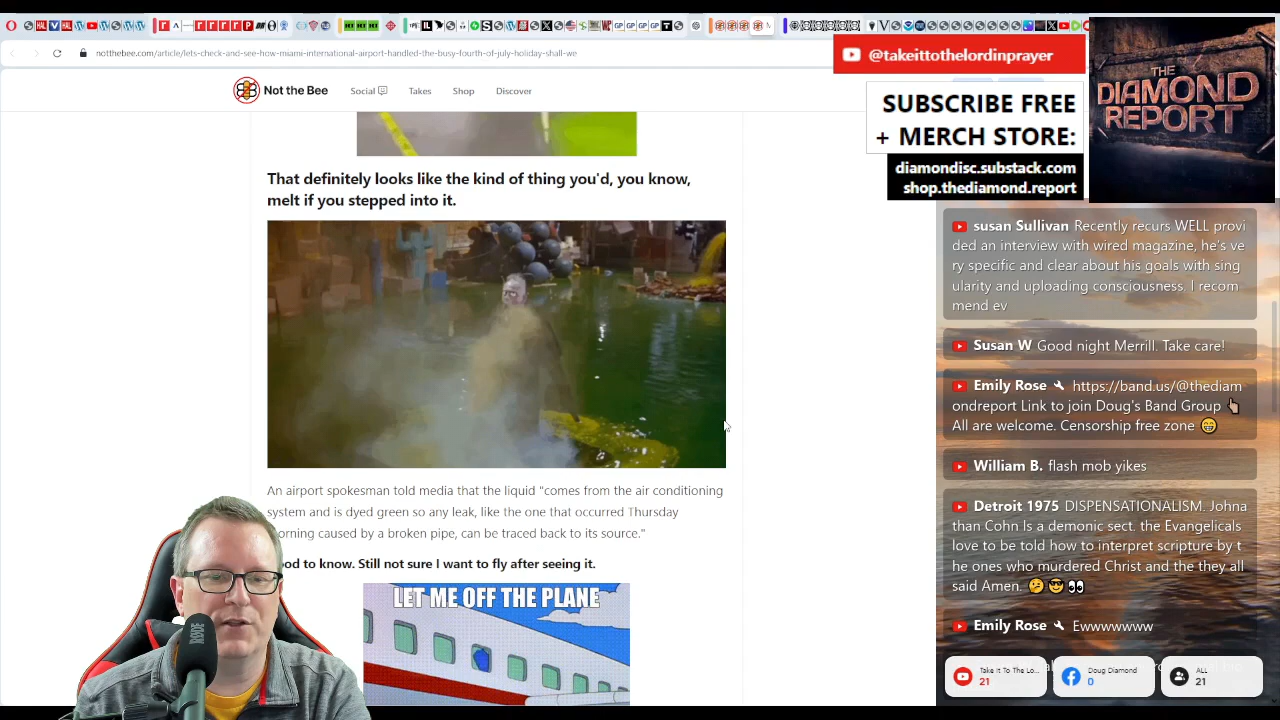 notthebee.com/article/lets-check-and-see-how-miami-international-airport-handled-the-busy-fourth-of-july-holiday-shall-we
Not the Bee
Social
Takes
Shop
Discover
@takeittothelordinprayer
SUBSCRIBE FREE
+ MERCH STORE:
diamondisc.substack.com
shop.thediamond.report
THE
DIAMOND
REPORT
That definitely looks like the kind of thing you'd, you know,
melt if you stepped into it.
An airport spokesman told media that the liquid "comes from the air conditioning
system and is dyed green so any leak, like the one that occurred Thursday
orning caused by a broken pipe, can be traced back to its source."
ood to know. Still not sure I want to fly after seeing it.
LET ME OFF THE PLANE
RØDE
susan Sullivan Recently recurs WELL provi
ded an interview with wired magazine, he's ve
ry specific and clear about his goals with sing
ularity and uploading consciousness. I recom
mend ev
Susan W Good night Merrill. Take care!
Emily Rose https://band.us/@thediam
ondreport Link to join Doug's Band Group 👆
All are welcome. Censorship free zone 😁
William B. flash mob yikes
Detroit 1975 DISPENSATIONALISM. Johna
than Cohn Is a demonic sect. the Evangelicals
love to be told how to interpret scripture by t
he ones who murdered Christ and the they all
said Amen. 🤔😎👀
Emily Rose Ewwwwwww
Take It To The Lo...
21
Doug Diamond
0
ALL
21